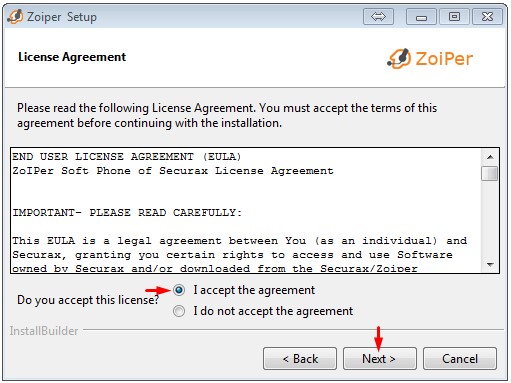 Zoiper Setup
License Agreement
ZoiPer
Please read the following License Agreement. You must accept the terms of this
agreement before continuing with the installation.
END USER LICENSE AGREEMENT (EULA)
ZoIPer Soft Phone of Securax License Agreement
IMPORTANT- PLEASE READ CAREFULLY:
This EULA is a legal agreement between You (as an individual) and
Securax, granting you certain rights to access and use Software
owned by Securax and/or downloaded from the Securax/Zoiper
Do you accept this license?
I accept the agreement
I do not accept the agreement
InstallBuilder
< Back
Next >
Cancel